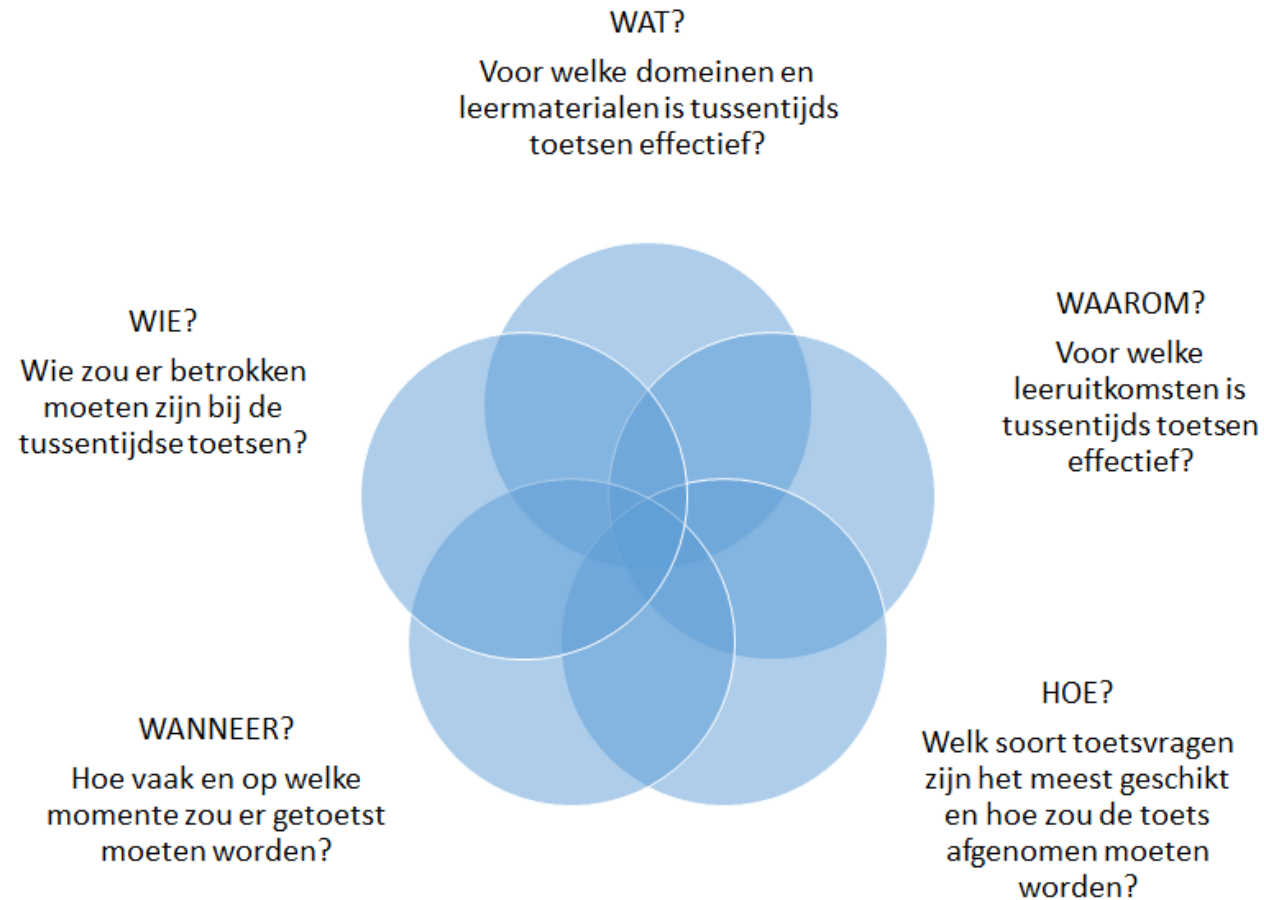 WAT?
Voor welke domeinen en
leermaterialen is tussentijds
toetsen effectief?
WAAROM?
Voor welke
leeruitkomsten is
tussentijds toetsen
effectief?
HOE?
Welk soort toetsvragen
zijn het meest geschikt
en hoe zou de toets
afgenomen moeten
worden?
WANNEER?
Hoe vaak en op welke
momente zou er getoetst
moeten worden?
WIE?
Wie zou er betrokken
moeten zijn bij de
tussentijdse toetsen?